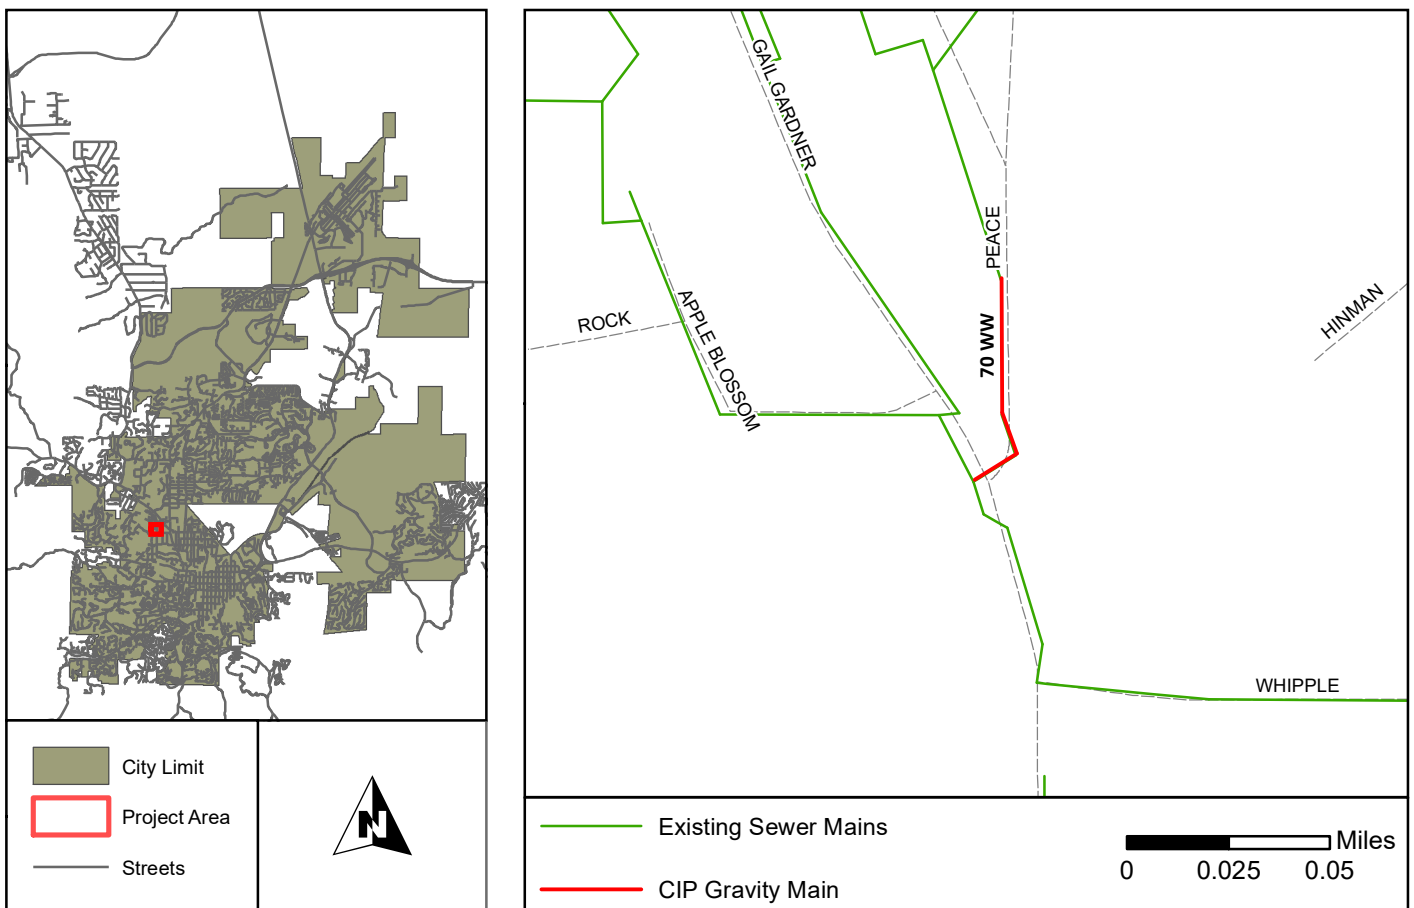 GAIL GARDNER
PEACE
ROCK
APPLE BLOSSOM
70 WW
HINMAN
WHIPPLE
City Limit
Project Area
Streets
N
Existing Sewer Mains
CIP Gravity Main
Miles
0 0.025 0.05